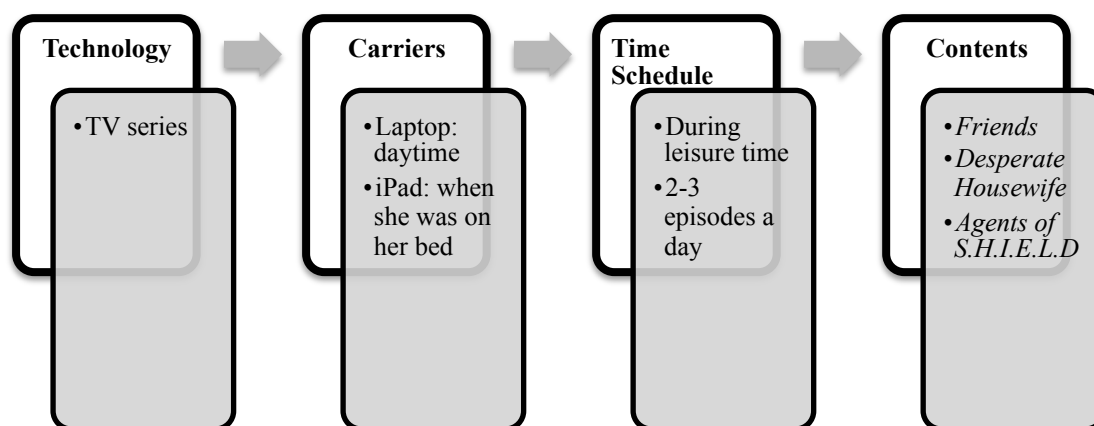 Technology
•TV series
Carriers
•Laptop:
daytime
•iPad: when
she was on
her bed
Time
Schedule
•During
leisure time
•2-3
episodes a
day
Contents
•Friends
•Desperate
Housewife
•Agents of
S.H.I.E.L.D